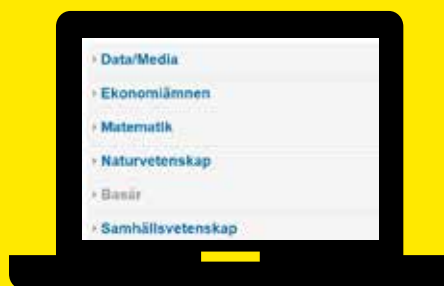 Data/Media
Ekonomiämnen
Matematik
Naturvetenskap
Basår
Samhällsvetenskap